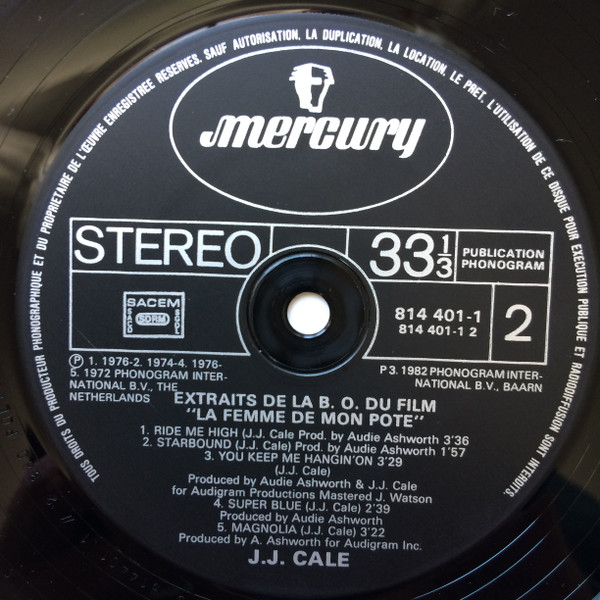 TOUS DROITS DU PRODUCTEUR PHONOGRAPHIQUE ET DU PROPRIETAIRE DE L'ŒUVRE ENREGISTREE RESERVES. SAUF AUTORISATION, LA DUPLICATION, LA LOCATION, LE PRET, L'UTILISATION DE CE DISQUE POUR EXECUTION PUBLIQUE ET RADIODIFFUSION SONT INTERDITS.
mercury
STEREO
33 1/3
PUBLICATION
PHONOGRAM
SACEM
SDRM
SACD
SGDL
814 401-1
814 401-1 2
2
Ⓟ 1. 1976-2. 1974-4. 1976-
5. 1972 PHONOGRAM INTER-
NATIONAL B.V., THE
NETHERLANDS
P 3. 1982 PHONOGRAM INTER-
NATIONAL B.V., BAARN
EXTRAITS DE LA B. O. DU FILM
"LA FEMME DE MON POTE"
1. RIDE ME HIGH (J.J. Cale Prod. by Audie Ashworth 3'36
2. STARBOUND (J.J. Cale) Prod. by Audie Ashworth 1'57
3. YOU KEEP ME HANGIN'ON 3'29
(J.J. Cale)
Produced by Audie Ashworth & J.J. Cale
for Audigram Productions Mastered J. Watson
4. SUPER BLUE (J.J. Cale) 2'39
Produced by Audie Ashworth
5. MAGNOLIA (J.J. Cale) 3'22
Produced by A. Ashworth for Audigram Inc.
J.J. CALE